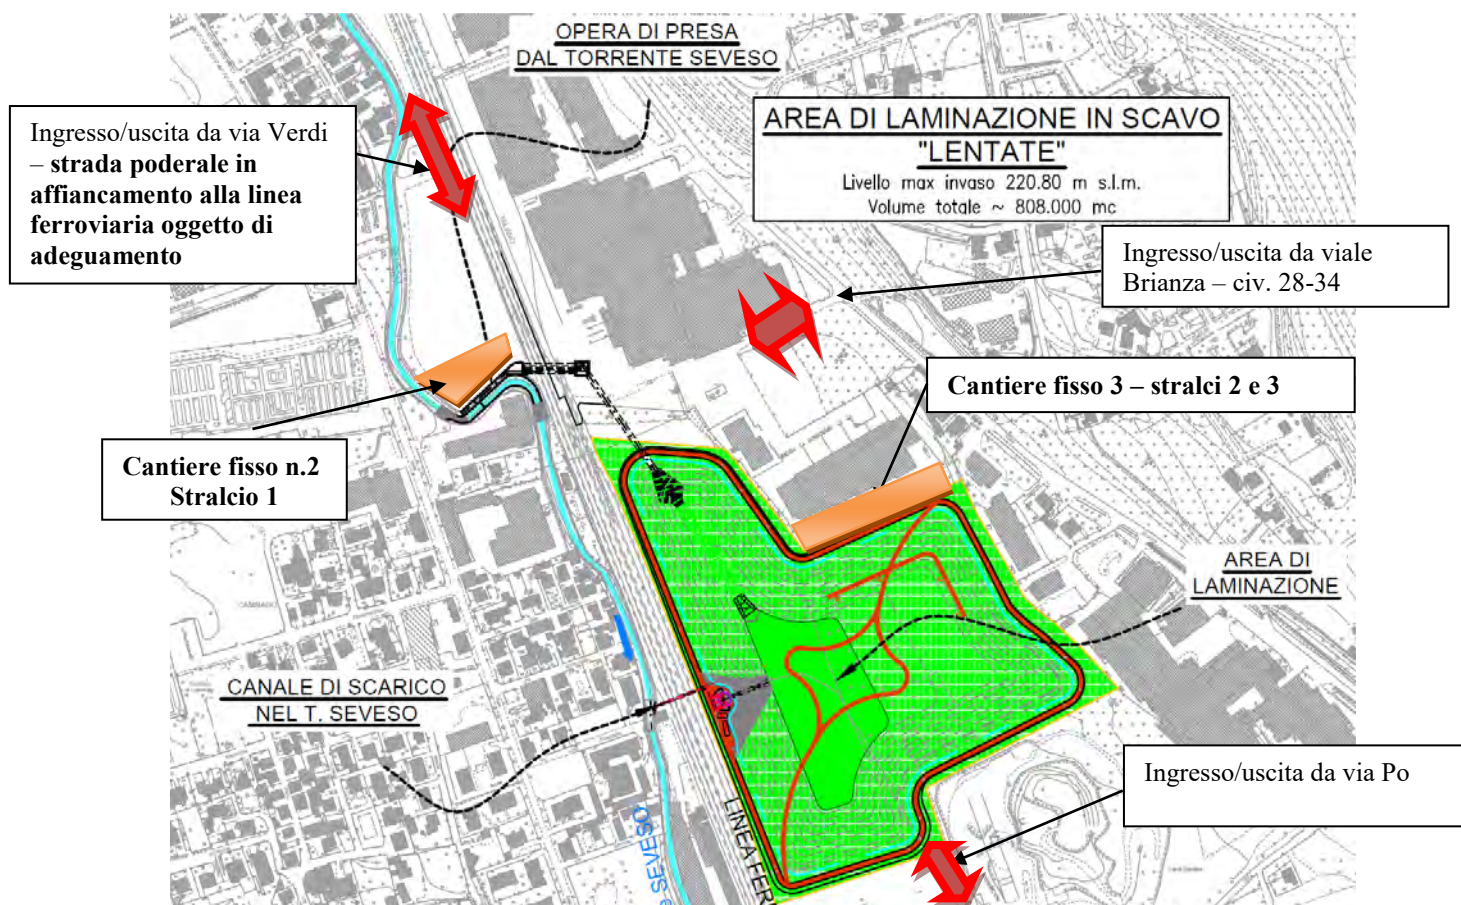 OPERA DI PRESA
DAL TORRENTE SEVESO
Ingresso/uscita da via Verdi
– strada poderale in
affiancamento alla linea
ferroviaria oggetto di
adeguamento
AREA DI LAMINAZIONE IN SCAVO
"LENTATE"
Livello max invaso 220.80 m s.l.m.
Volume totale ~ 808.000 mc
Ingresso/uscita da viale
Brianza – civ. 28-34
Cantiere fisso 3 – stralci 2 e 3
Cantiere fisso n.2
Stralcio 1
AREA DI
LAMINAZIONE
CANALE DI SCARICO
NEL T. SEVESO
Ingresso/uscita da via Po
LINEA FER
e SEVESO